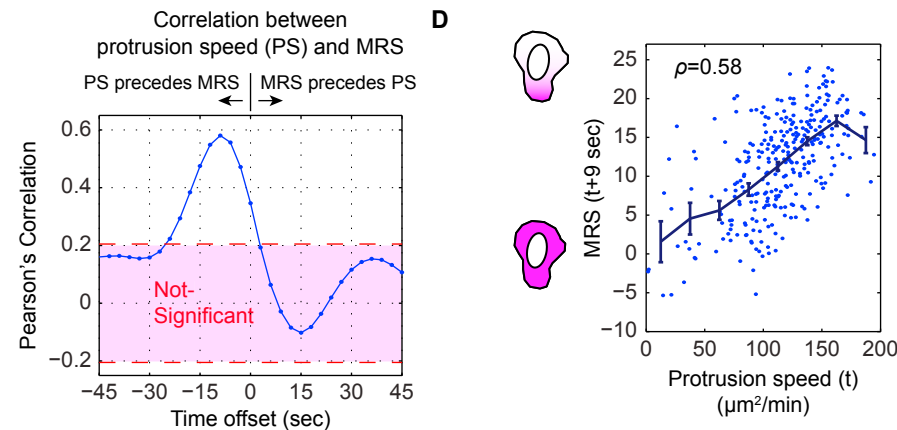 Correlation between
protrusion speed (PS) and MRS
PS precedes MRS
MRS precedes PS
Pearson's Correlation
0.6
0.4
0.2
0
−0.2
Not-
Significant
−45
−30
−15
0
15
30
45
Time offset (sec)
D
ρ=0.58
MRS (t+9 sec)
25
20
15
10
5
0
−5
−10
0
50
100
150
200
Protrusion speed (t)
(µm²/min)